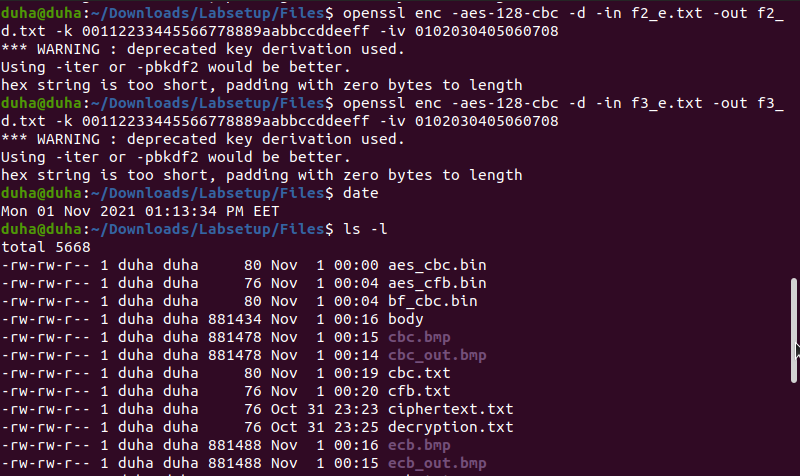 duha@duha:~/Downloads/Labsetup/Files$ openssl enc -aes-128-cbc -d -in f2_e.txt -out f2_
d.txt -k 00112233445566778889aabbccddeeff -iv 0102030405060708
*** WARNING : deprecated key derivation used.
Using -iter or -pbkdf2 would be better.
hex string is too short, padding with zero bytes to length
duha@duha:~/Downloads/Labsetup/Files$ openssl enc -aes-128-cbc -d -in f3_e.txt -out f3_
d.txt -k 00112233445566778889aabbccddeeff -iv 0102030405060708
*** WARNING : deprecated key derivation used.
Using -iter or -pbkdf2 would be better.
hex string is too short, padding with zero bytes to length
duha@duha:~/Downloads/Labsetup/Files$ date
Mon 01 Nov 2021 01:13:34 PM EET
duha@duha:~/Downloads/Labsetup/Files$ ls -l
total 5668
-rw-rw-r-- 1 duha duha     80 Nov  1 00:00 aes_cbc.bin
-rw-rw-r-- 1 duha duha     76 Nov  1 00:04 aes_cfb.bin
-rw-rw-r-- 1 duha duha     80 Nov  1 00:04 bf_cbc.bin
-rw-rw-r-- 1 duha duha 881434 Nov  1 00:16 body
-rw-rw-r-- 1 duha duha 881478 Nov  1 00:15 cbc.bmp
-rw-rw-r-- 1 duha duha 881478 Nov  1 00:14 cbc_out.bmp
-rw-rw-r-- 1 duha duha     80 Nov  1 00:19 cbc.txt
-rw-rw-r-- 1 duha duha     76 Nov  1 00:20 cfb.txt
-rw-rw-r-- 1 duha duha     76 Oct 31 23:23 ciphertext.txt
-rw-rw-r-- 1 duha duha     76 Oct 31 23:25 decryption.txt
-rw-rw-r-- 1 duha duha 881488 Nov  1 00:16 ecb.bmp
-rw-rw-r-- 1 duha duha 881488 Nov  1 00:15 ecb_out.bmp